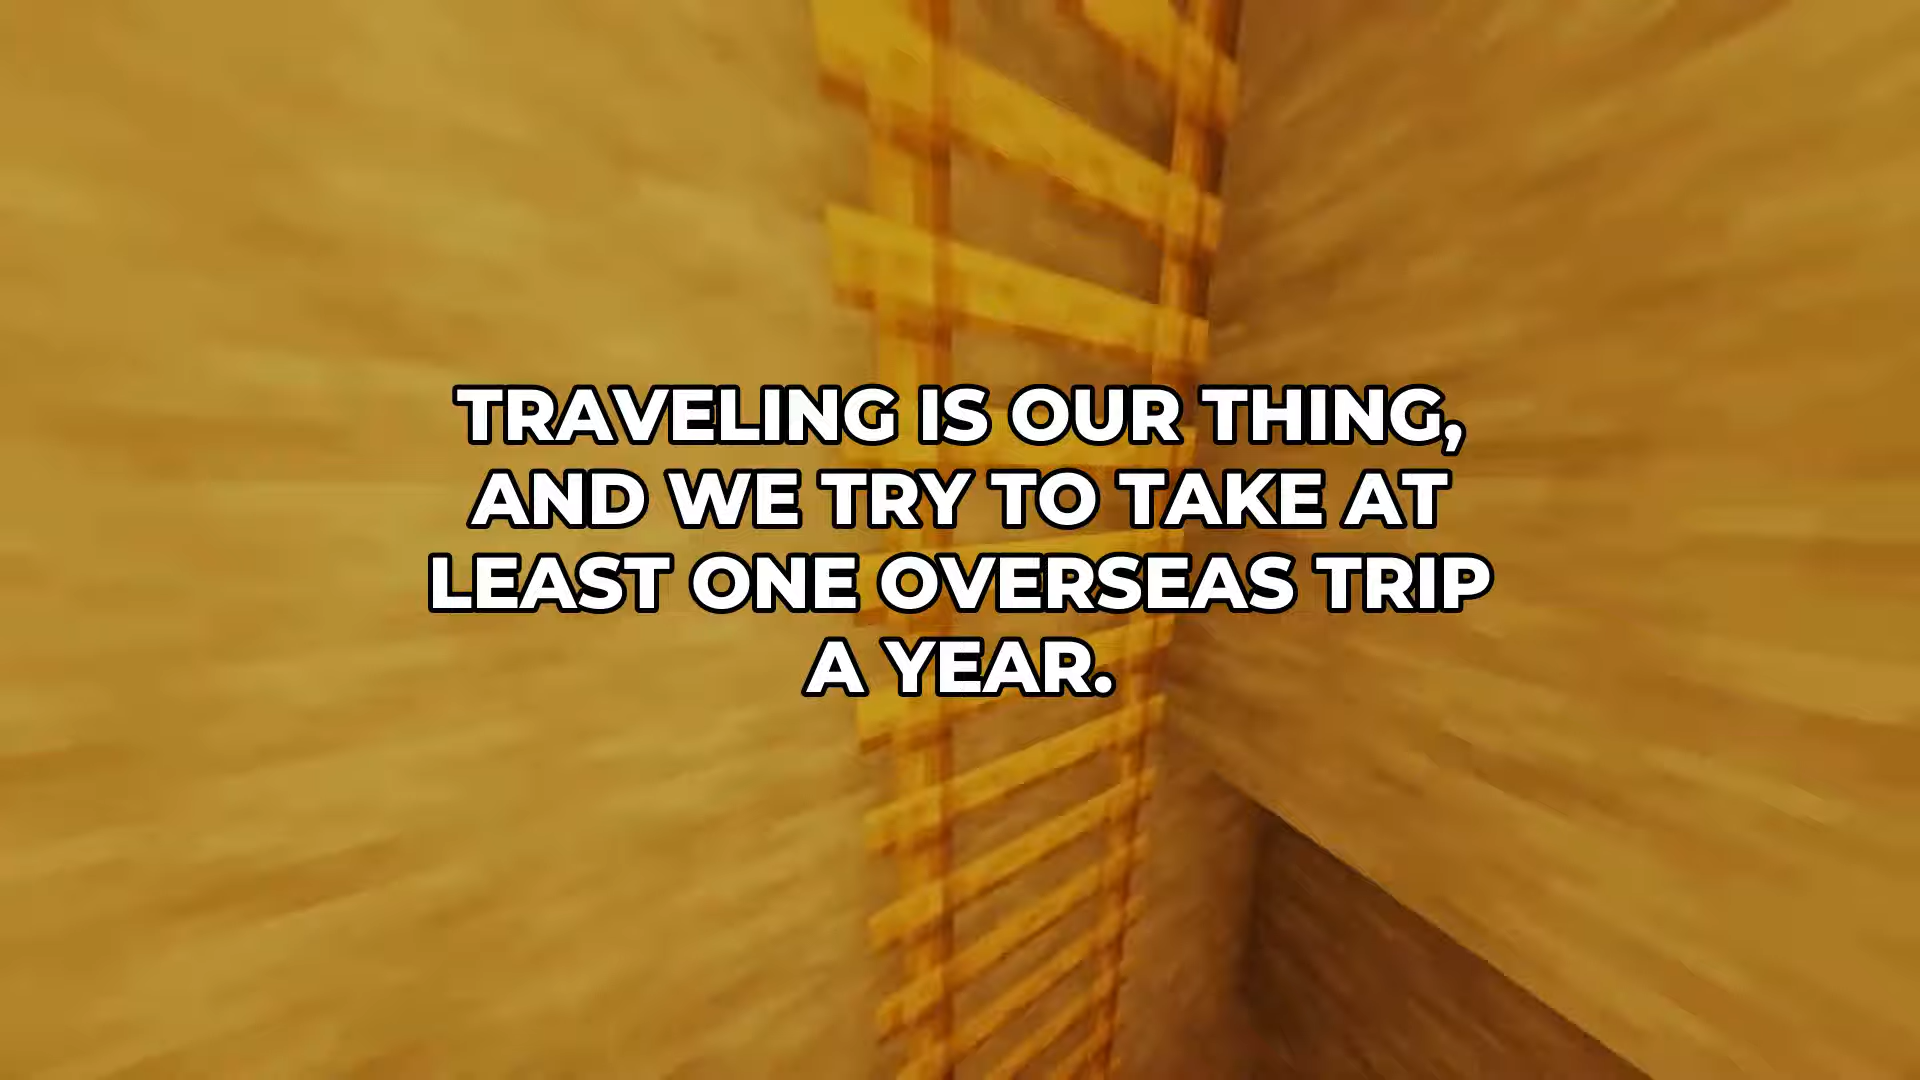 TRAVELING IS OUR THING,
AND WE TRY TO TAKE AT
LEAST ONE OVERSEAS TRIP
A YEAR.